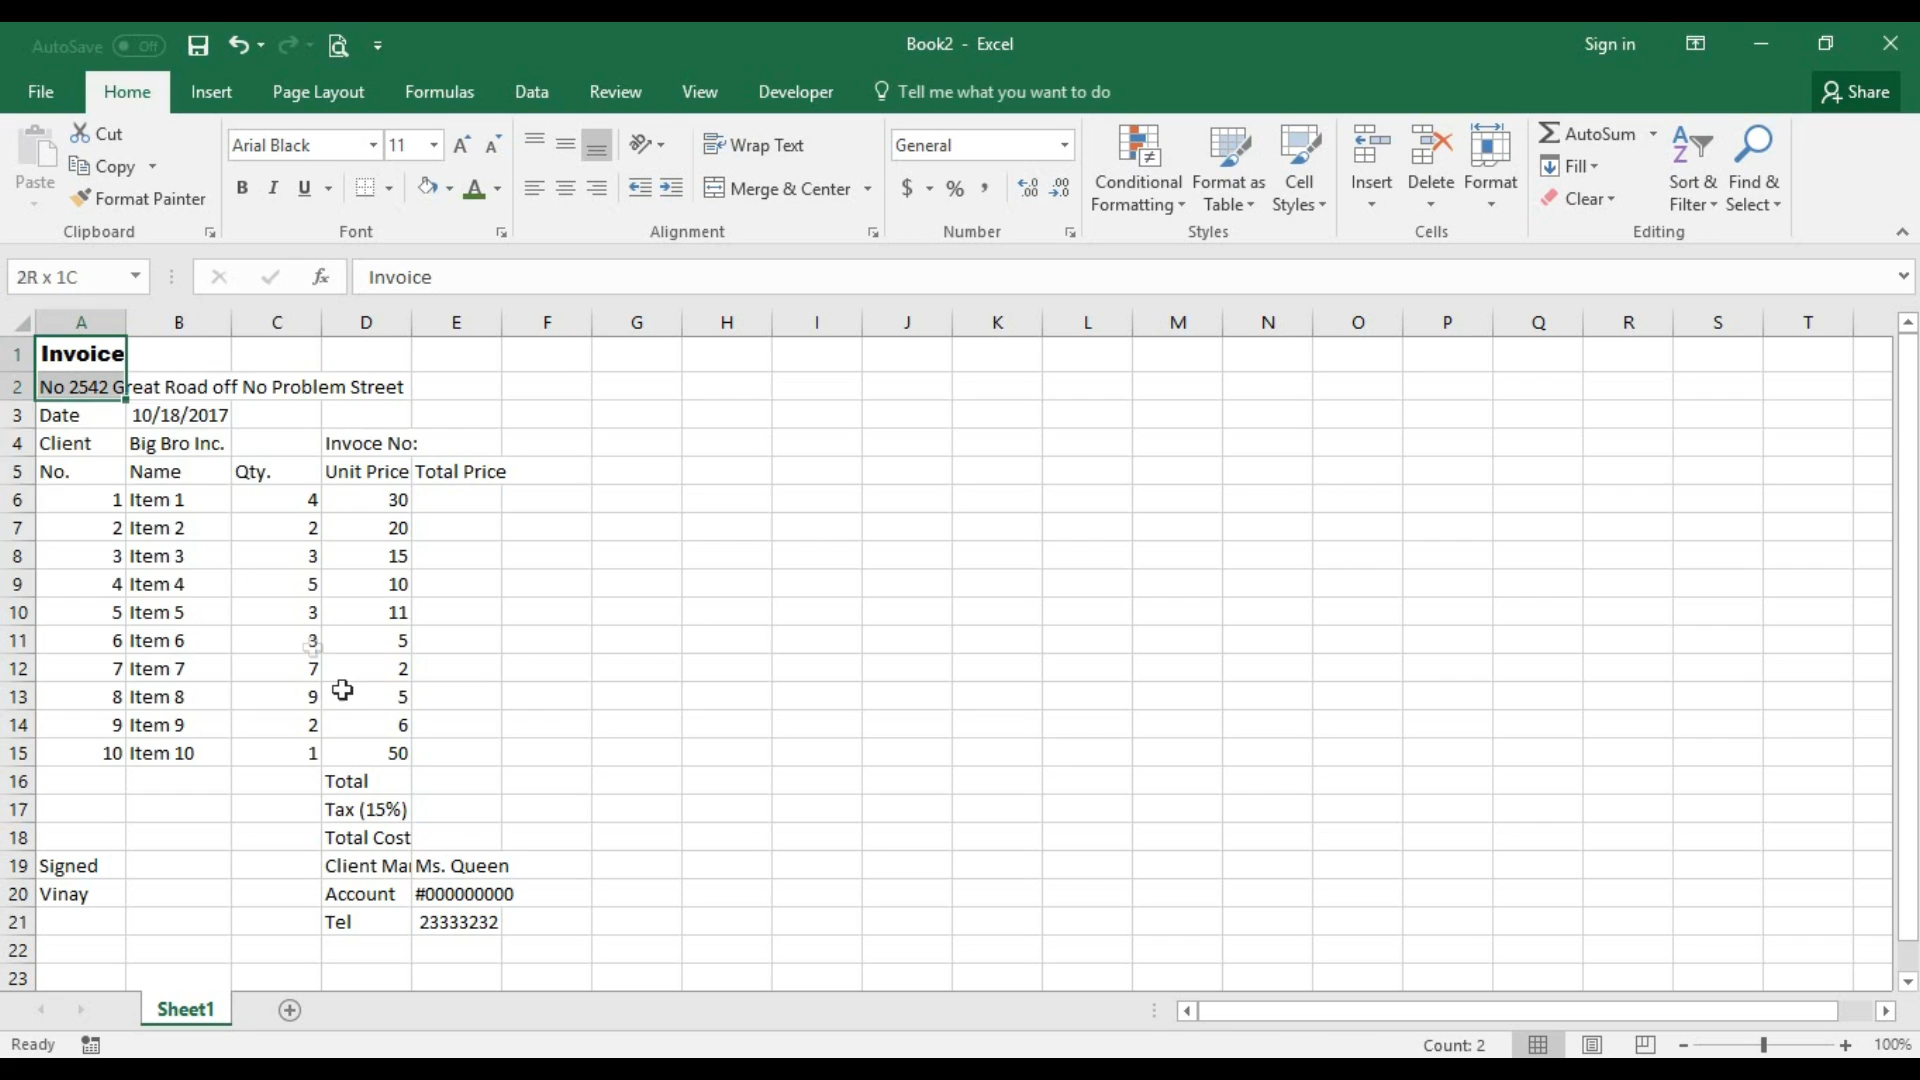 AutoSave Off Book2 - Excel Sign in
File Home Insert Page Layout Formulas Data Review View Developer Tell me what you want to do Share
Cut
Copy
Format Painter
Paste
Clipboard
Arial Black 11
B I U A
Font
Wrap Text
Merge & Center
Alignment
General
$ % ,
Number
Conditional Formatting Format as Table Cell Styles
Styles
Insert Delete Format
Cells
AutoSum
Fill
Clear
Sort & Filter Find & Select
Editing
2R x 1C fx Invoice
A B C D E F G H I J K L M N O P Q R S T
1 Invoice
2 No 2542 Great Road off No Problem Street
3 Date 10/18/2017
4 Client Big Bro Inc. Invoce No:
5 No. Name Qty. Unit Price Total Price
6 1 Item 1 4 30
7 2 Item 2 2 20
8 3 Item 3 3 15
9 4 Item 4 5 10
10 5 Item 5 3 11
11 6 Item 6 3 5
12 7 Item 7 7 2
13 8 Item 8 9 5
14 9 Item 9 2 6
15 10 Item 10 1 50
16 Total
17 Tax (15%)
18 Total Cost
19 Signed Client Mar Ms. Queen
20 Vinay Account #000000000
21 Tel 23333232
22
23
Sheet1
Ready Count: 2 100%